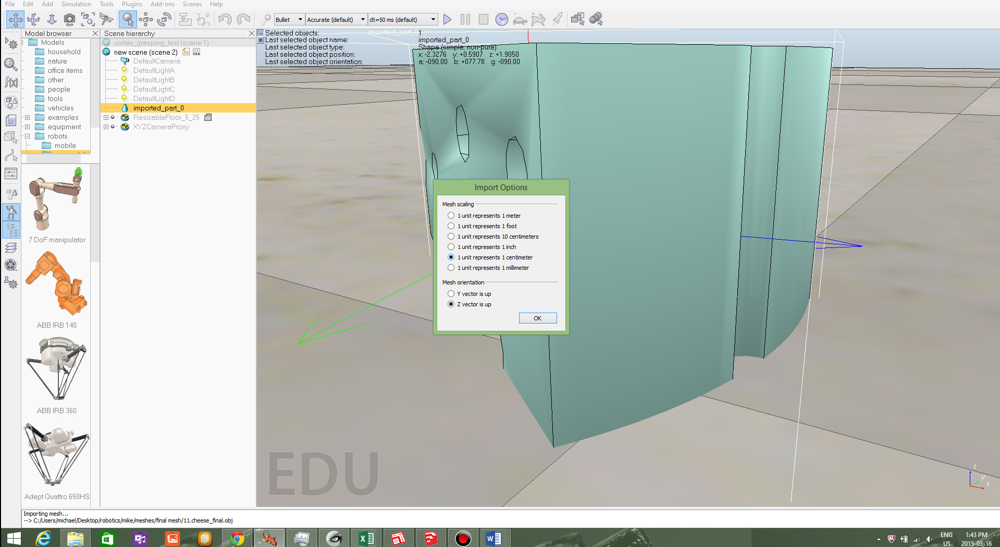 File Edit Add Simulation Tools Plugins Add-ons Scenes Help
Bullet Accurate (default) dt=50 ms (default)
Model browser
Models
household
nature
office items
other
people
tools
vehicles
examples
equipment
robots
mobile
7 DoF manipulator
ABB IRB 140
ABB IRB 360
Adept Quattro 650HS
Scene hierarchy
vortex_grasping_test (scene 1)
new scene (scene 2)
DefaultCamera
DefaultLightA
DefaultLightB
DefaultLightC
DefaultLightD
imported_part_0
ResizableFloor_5_25
XYZCameraProxy
Selected objects: 1
imported_part_0
Last selected object name: imported_part_0
Last selected object type: Shape (simple, non-pure)
Last selected object position: x: -2.3276 y: +0.5907 z: +1.9050
Last selected object orientation: a: -090.00 b: +077.78 g: -090.00
Import Options
Mesh scaling
1 unit represents 1 meter
1 unit represents 1 foot
1 unit represents 10 centimeters
1 unit represents 1 inch
1 unit represents 1 centimeter
1 unit represents 1 millimeter
Mesh orientation
Y vector is up
Z vector is up
OK
EDU
z
y
x
Importing mesh...
--> C:/Users/michael/Desktop/robotics/mike/meshes/final mesh/11.cheese_final.obj
ENG
US
1:43 PM
2015-03-16